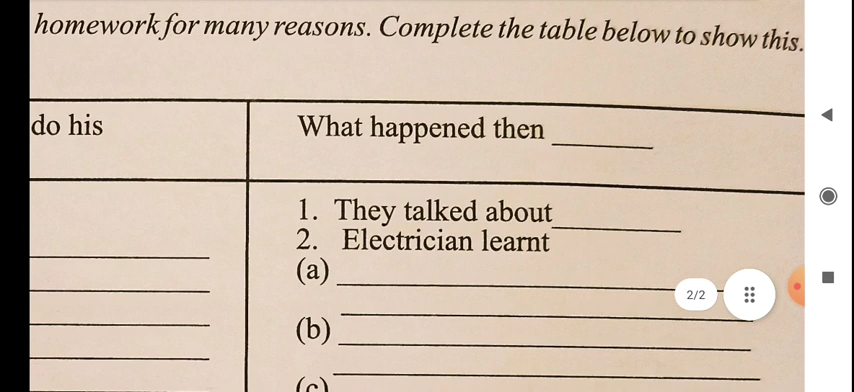 homework for many reasons. Complete the table below to show this.
do his
What happened then
1. They talked about
2. Electrician learnt
(a)
(b)
(c)
2/2